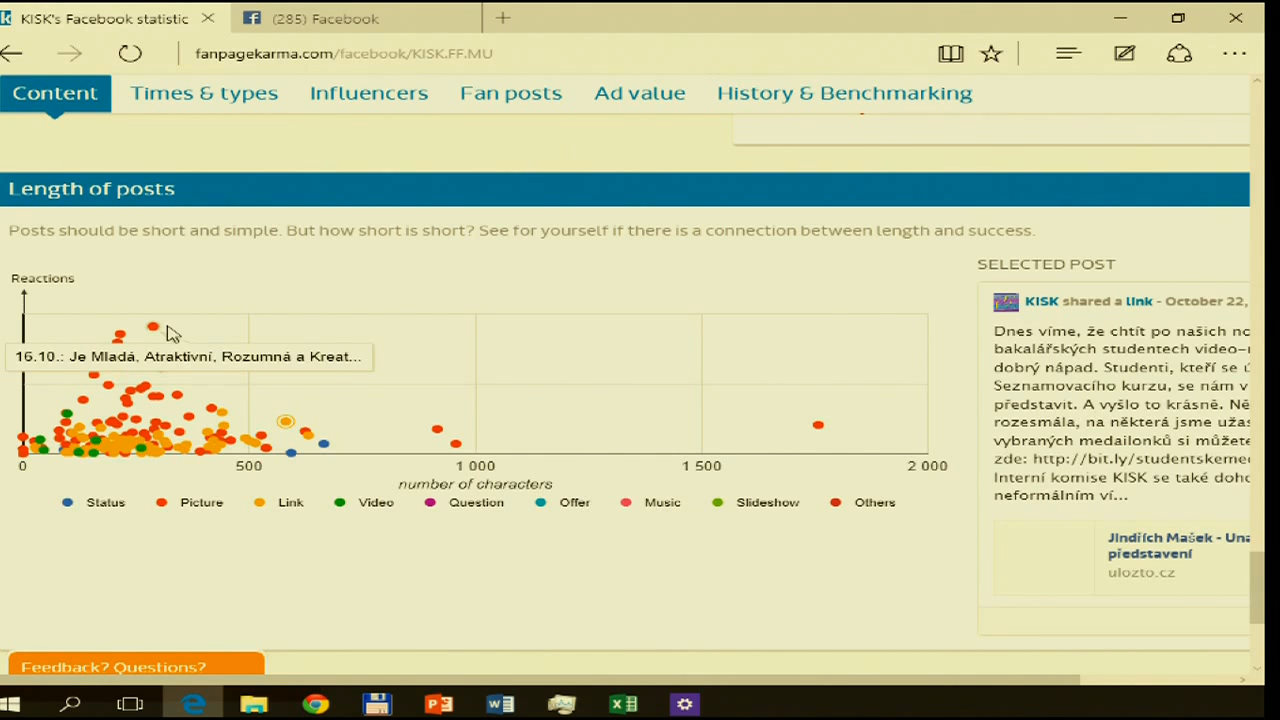 KISK's Facebook statistic
(285) Facebook
fanpagekarma.com/facebook/KISK.FF.MU
Content
Times & types
Influencers
Fan posts
Ad value
History & Benchmarking
Length of posts
Posts should be short and simple. But how short is short? See for yourself if there is a connection between length and success.
Reactions
16.10.: Je Mladá, Atraktivní, Rozumná a Kreat...
0
500
1 000
1 500
2 000
number of characters
Status
Picture
Link
Video
Question
Offer
Music
Slideshow
Others
SELECTED POST
KISK shared a link - October 22,
Dnes víme, že chtít po našich no
bakalářských studentech video-
dobrý nápad. Studenti, kteří se ú
Seznamovacího kurzu, se nám v
představit. A vyšlo to krásně. Ně
rozesmála, na některá jsme užas
vybraných medailonků si můžete
zde: http://bit.ly/studentskeme
Interní komise KISK se také doho
neformálním ví...
Jindřich Mašek - Una
představení
ulozto.cz
Feedback? Questions?